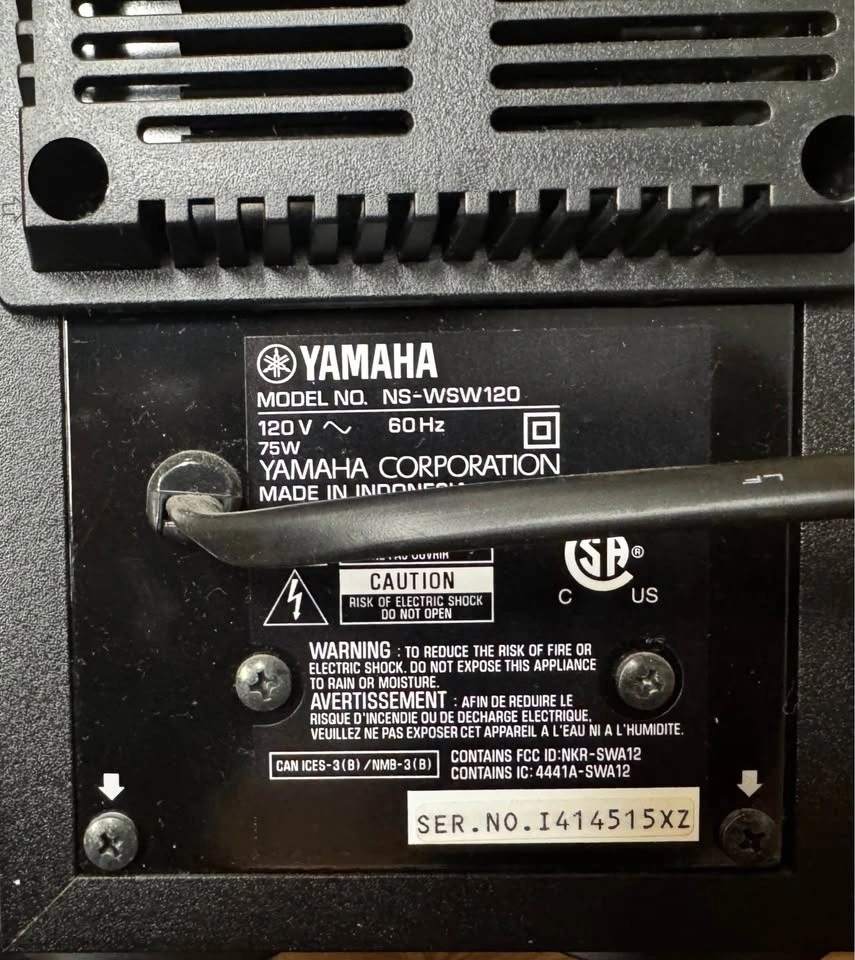 YAMAHA
MODEL NO. NS-WSW120
120 V ～ 60 Hz
75W
YAMAHA CORPORATION
MADE IN
LF
CAUTION
RISK OF ELECTRIC SHOCK
DO NOT OPEN
SA®
C US
WARNING : TO REDUCE THE RISK OF FIRE OR
ELECTRIC SHOCK. DO NOT EXPOSE THIS APPLIANCE
TO RAIN OR MOISTURE.
AVERTISSEMENT : AFIN DE REDUIRE LE
RISQUE D'INCENDIE OU DE DECHARGE ELECTRIQUE,
VEUILLEZ NE PAS EXPOSER CET APPAREIL A L'EAU NI A L'HUMIDITE.
CAN ICES-3(B)/NMB-3(B)
CONTAINS FCC ID:NKR-SWA12
CONTAINS IC: 4441A-SWA12
SER.NO.I414515XZ